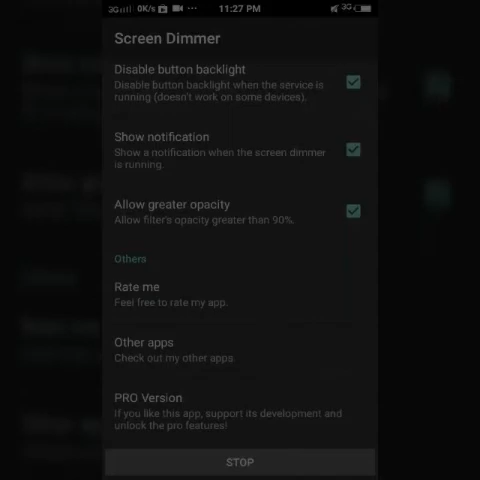 3G 0K/s ... 11:27 PM 3G
Screen Dimmer
Disable button backlight
Disable button backlight when the service is
running (doesn't work on some devices).
Show notification
Show a notification when the screen dimmer
is running.
Allow greater opacity
Allow filter's opacity greater than 90%.
Others
Rate me
Feel free to rate my app.
Other apps
Check out my other apps.
PRO Version
If you like this app, support its development and
unlock the pro features!
STOP